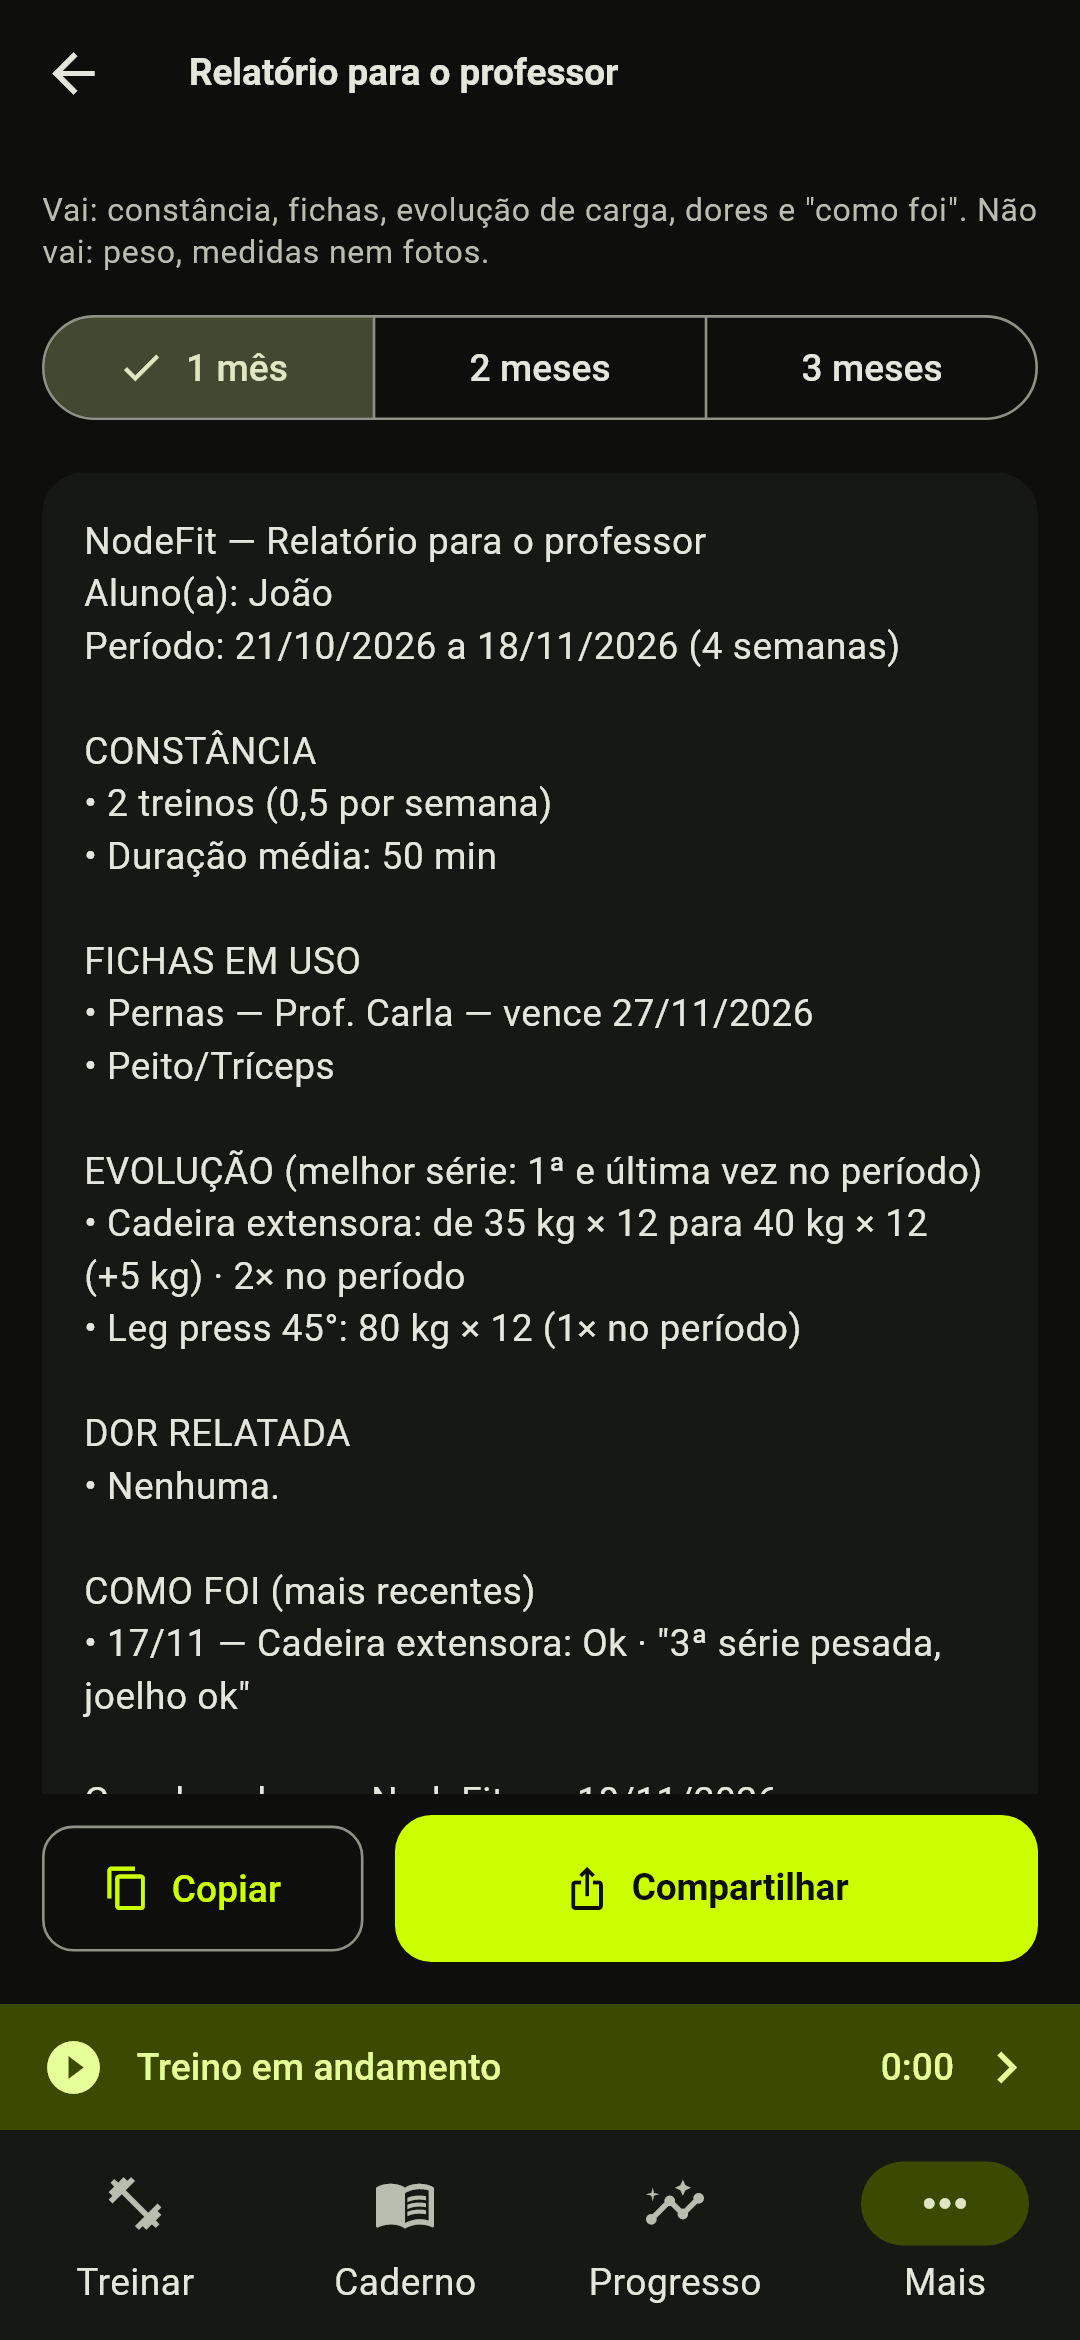 Relatório para o professor
Vai: constância, fichas, evolução de carga, dores e "como foi". Não
vai: peso, medidas nem fotos.
1 mês
2 meses
3 meses
NodeFit — Relatório para o professor
Aluno(a): João
Período: 21/10/2026 a 18/11/2026 (4 semanas)
CONSTÂNCIA
• 2 treinos (0,5 por semana)
• Duração média: 50 min
FICHAS EM USO
• Pernas — Prof. Carla — vence 27/11/2026
• Peito/Tríceps
EVOLUÇÃO (melhor série: 1ª e última vez no período)
• Cadeira extensora: de 35 kg × 12 para 40 kg × 12
(+5 kg) · 2× no período
• Leg press 45°: 80 kg × 12 (1× no período)
DOR RELATADA
• Nenhuma.
COMO FOI (mais recentes)
• 17/11 — Cadeira extensora: Ok · "3ª série pesada,
joelho ok"
Copiar
Compartilhar
Treino em andamento
0:00
Treinar
Caderno
Progresso
Mais